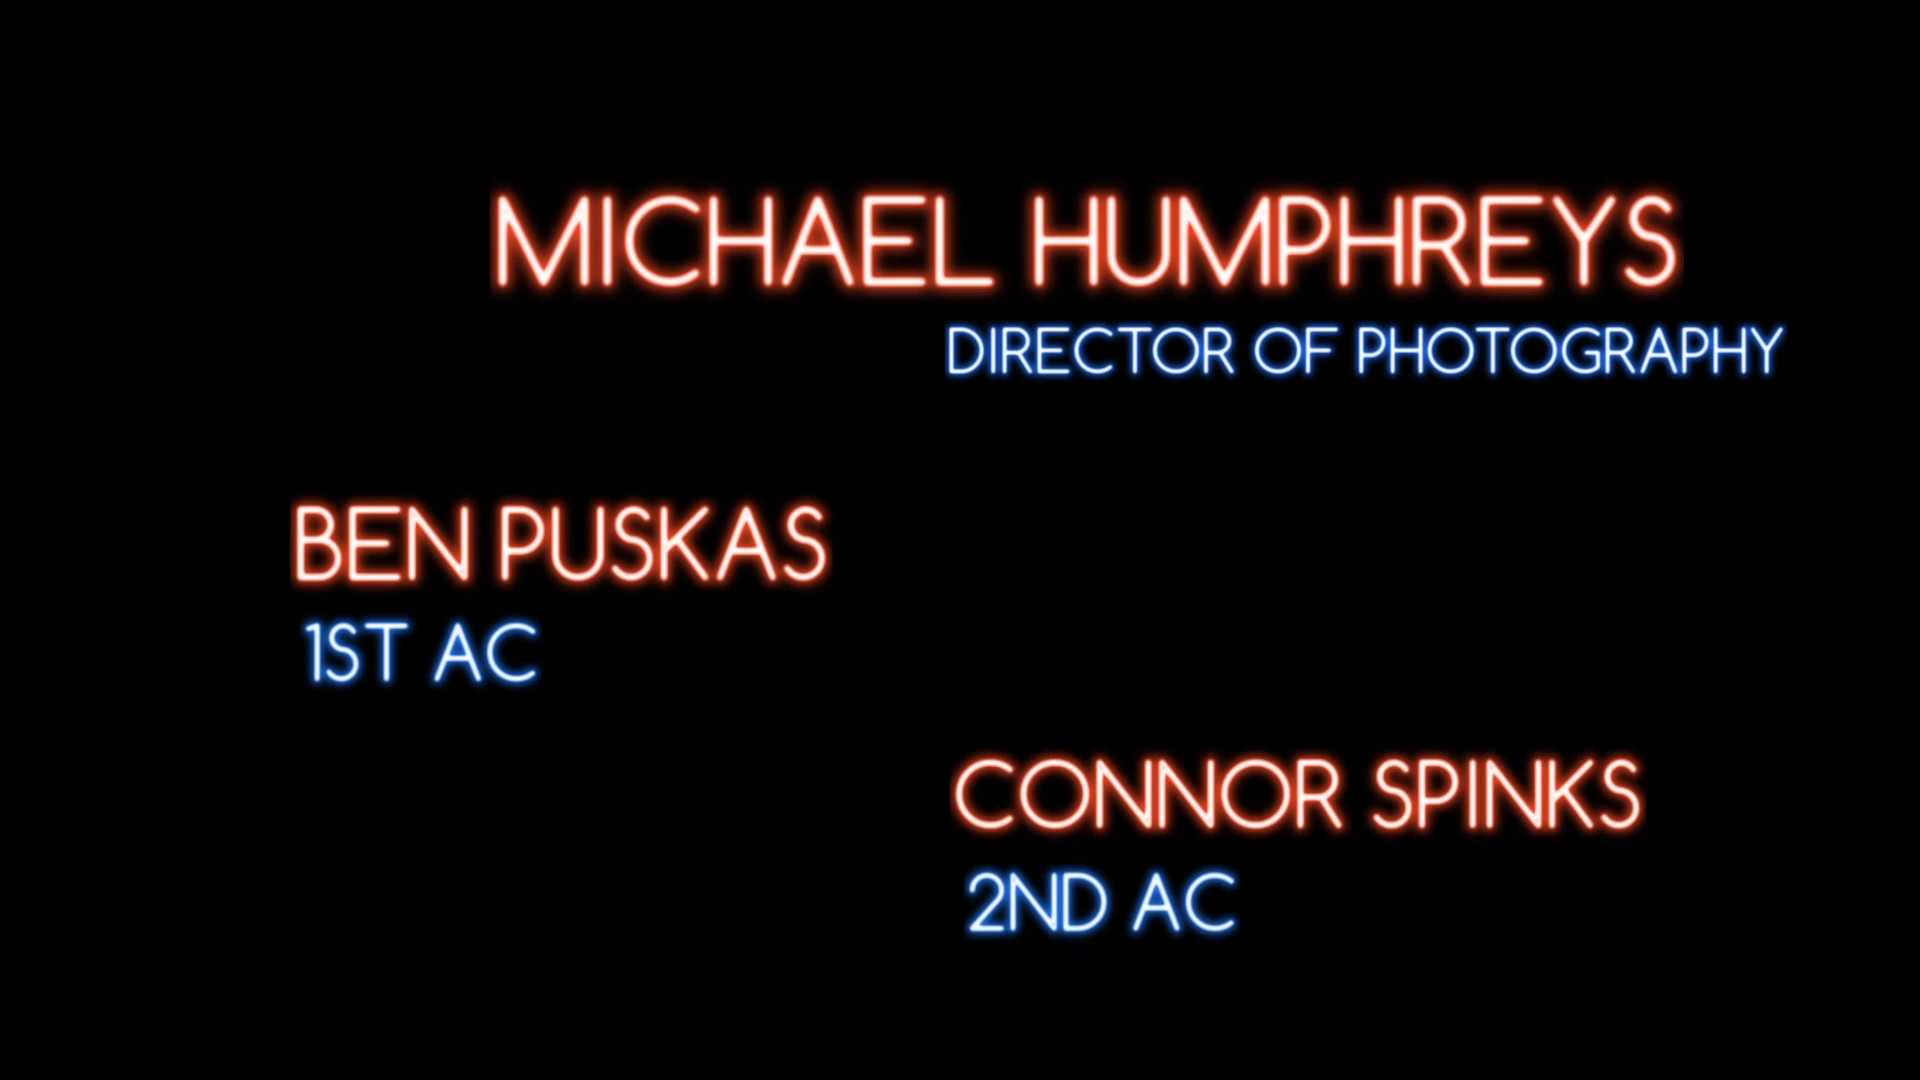 MICHAEL HUMPHREYS
DIRECTOR OF PHOTOGRAPHY
BEN PUSKAS
1ST AC
CONNOR SPINKS
2ND AC